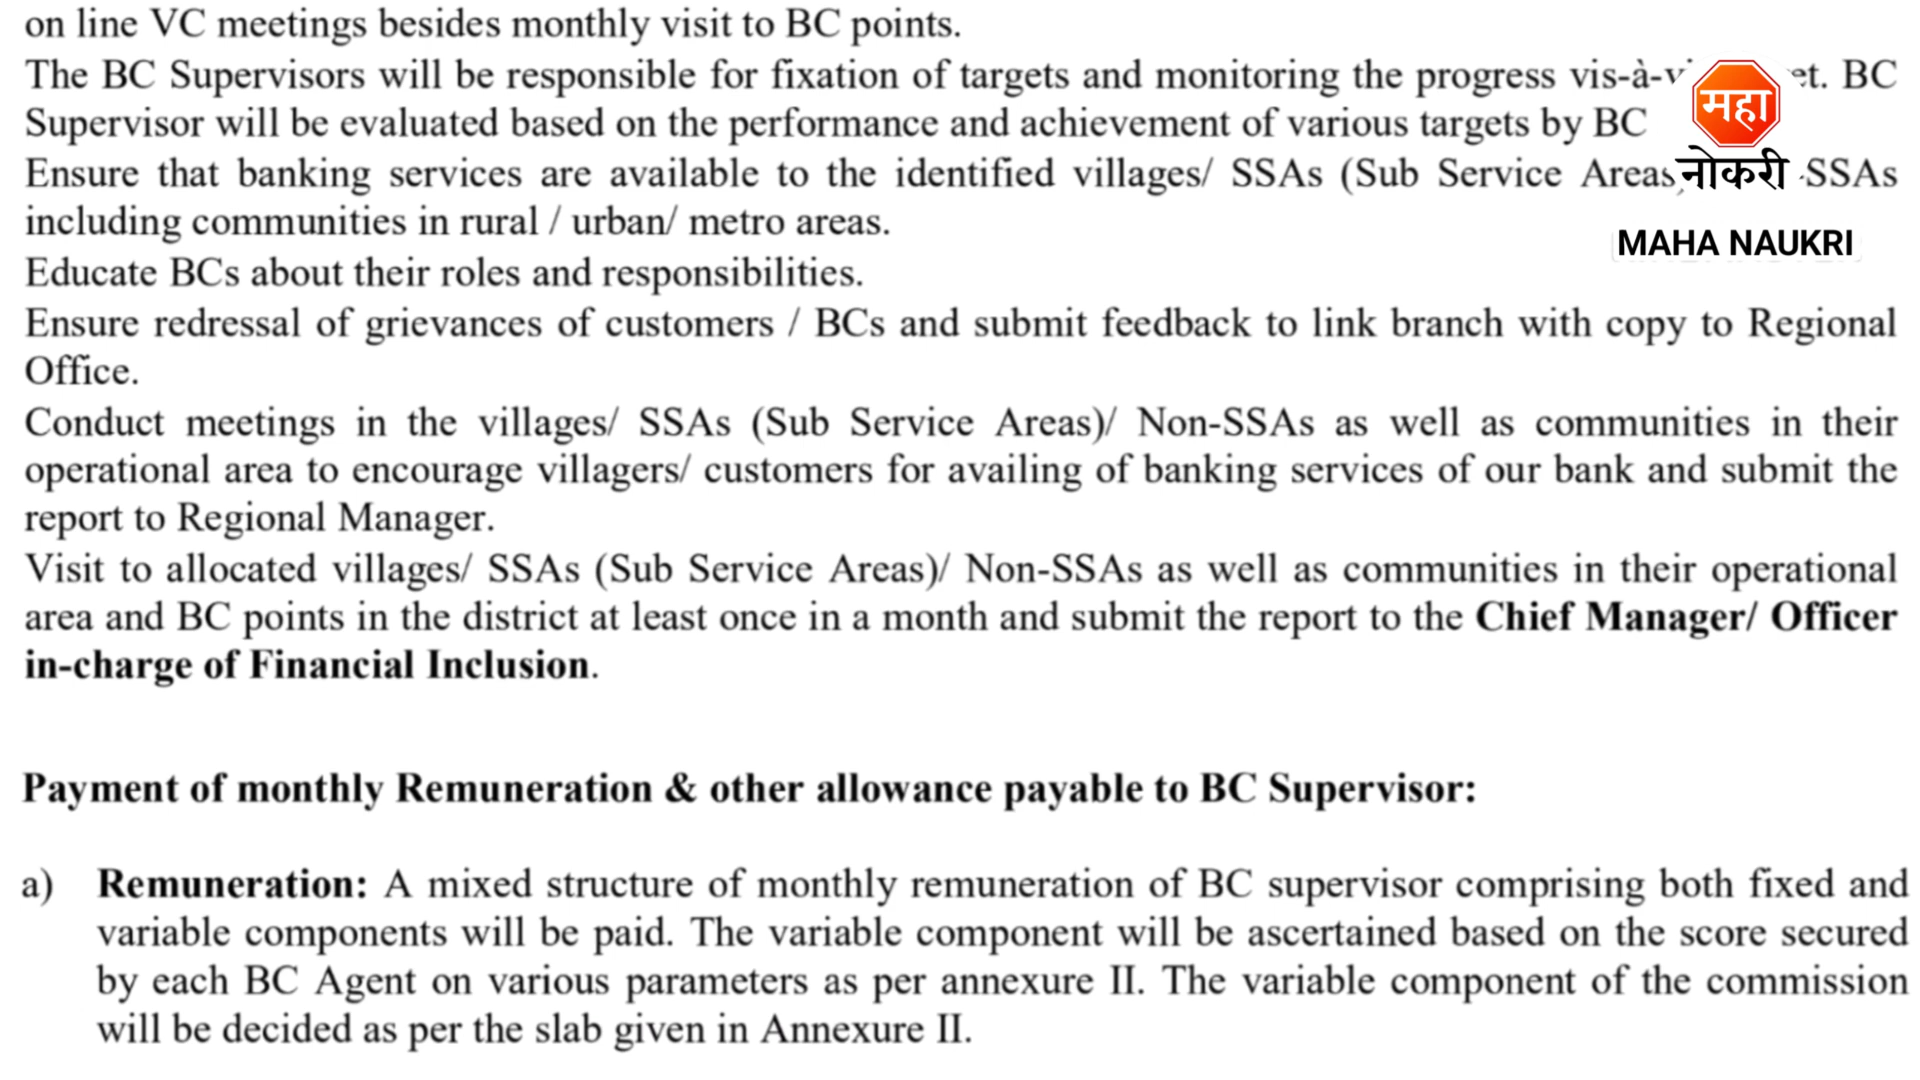 on line VC meetings besides monthly visit to BC points.
The BC Supervisors will be responsible for fixation of targets and monitoring the progress vis-à-v et. BC
Supervisor will be evaluated based on the performance and achievement of various targets by BC
Ensure that banking services are available to the identified villages/ SSAs (Sub Service Areas SSAs
including communities in rural / urban/ metro areas.
Educate BCs about their roles and responsibilities.
Ensure redressal of grievances of customers / BCs and submit feedback to link branch with copy to Regional
Office.
Conduct meetings in the villages/ SSAs (Sub Service Areas)/ Non-SSAs as well as communities in their
operational area to encourage villagers/ customers for availing of banking services of our bank and submit the
report to Regional Manager.
Visit to allocated villages/ SSAs (Sub Service Areas)/ Non-SSAs as well as communities in their operational
area and BC points in the district at least once in a month and submit the report to the Chief Manager/ Officer
in-charge of Financial Inclusion.
Payment of monthly Remuneration & other allowance payable to BC Supervisor:
a) Remuneration: A mixed structure of monthly remuneration of BC supervisor comprising both fixed and
variable components will be paid. The variable component will be ascertained based on the score secured
by each BC Agent on various parameters as per annexure II. The variable component of the commission
will be decided as per the slab given in Annexure II.
महा
नोकरी
MAHA NAUKRI